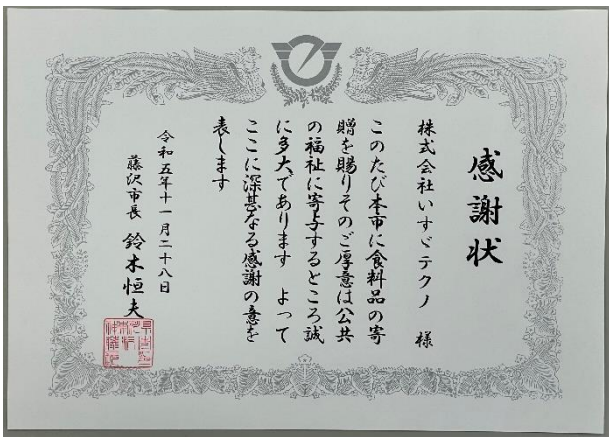 感謝状
株式会社いすゞテクノ 様
このたび本市に食料品の寄
贈を賜りそのご厚意は公共
の福祉に寄与するところ誠
に多大であります よって
ここに深甚なる感謝の意を
表します
令和五年十一月二十八日
藤沢市長 鈴木恒夫